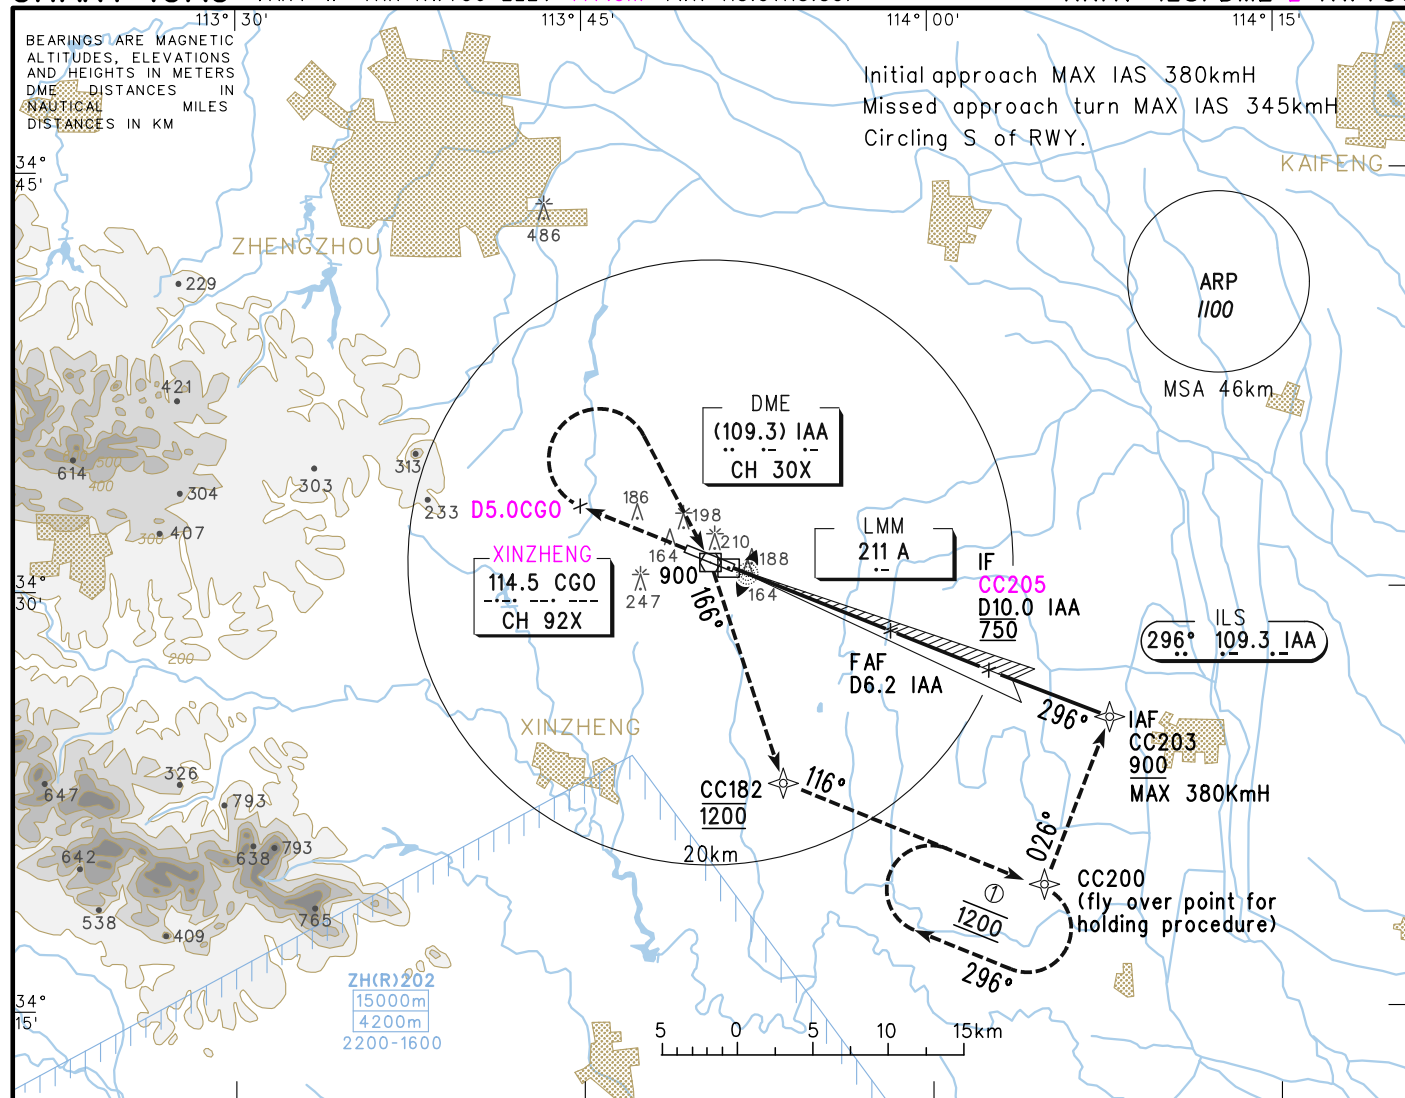 113°30'
113°45'
114°00'
114°15'
BEARINGS ARE MAGNETIC
ALTITUDES, ELEVATIONS
AND HEIGHTS IN METERS
DME DISTANCES IN
NAUTICAL MILES
DISTANCES IN KM
Initial approach MAX IAS 380kmH
Missed approach turn MAX IAS 345kmH
Circling S of RWY.
34°
45'
KAIFENG
ZHENGZHOU
486
229
ARP
1100
MSA 46km
421
DME
(109.3) IAA
CH 30X
614
500
400
313
303
304
233
407
300
D5.0CGO
186
198
210
164
188
164
247
900
XINZHENG
114.5 CGO
CH 92X
LMM
211 A
IF
CC205
D10.0 IAA
750
34°
30'
166°
ILS
296° 109.3 IAA
FAF
D6.2 IAA
200
296°
IAF
CC203
900
MAX 380KmH
XINZHENG
CC182
1200
116°
326
647
793
638
793
642
20km
026°
CC200
(fly over point for
holding procedure)
1
1200
296°
538
409
765
ZH(R)202
15000m
4200m
2200-1600
34°
15'
5 0 5 10 15km